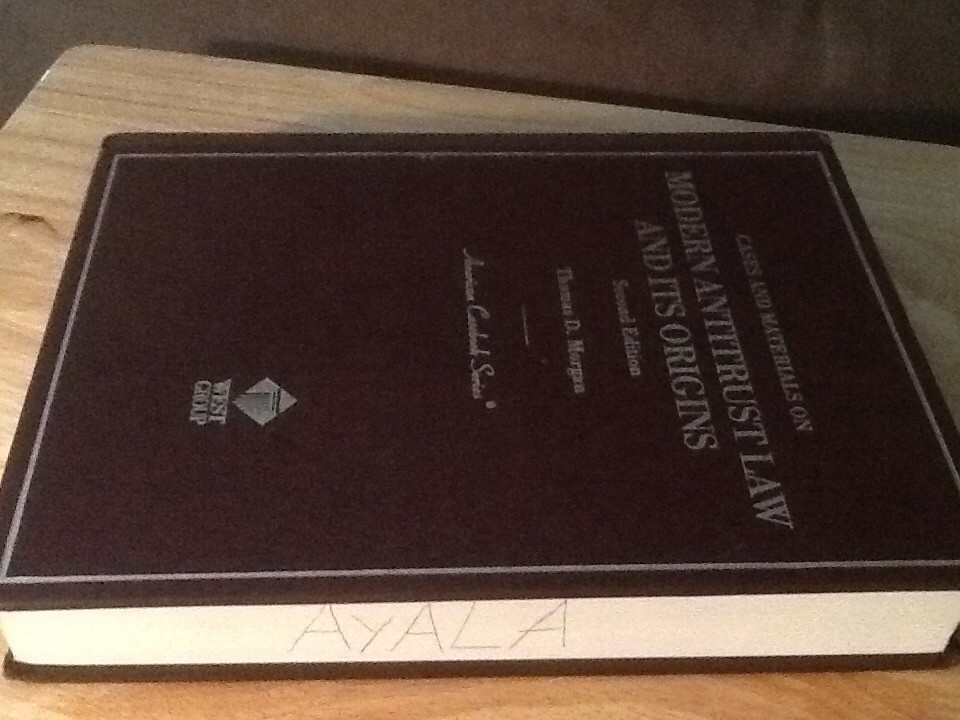 CASES AND MATERIALS ON
MODERN ANTITRUST LAW
AND ITS ORIGINS
Second Edition
Thomas D. Morgan
American Casebook Series®
WEST
GROUP
AYALA